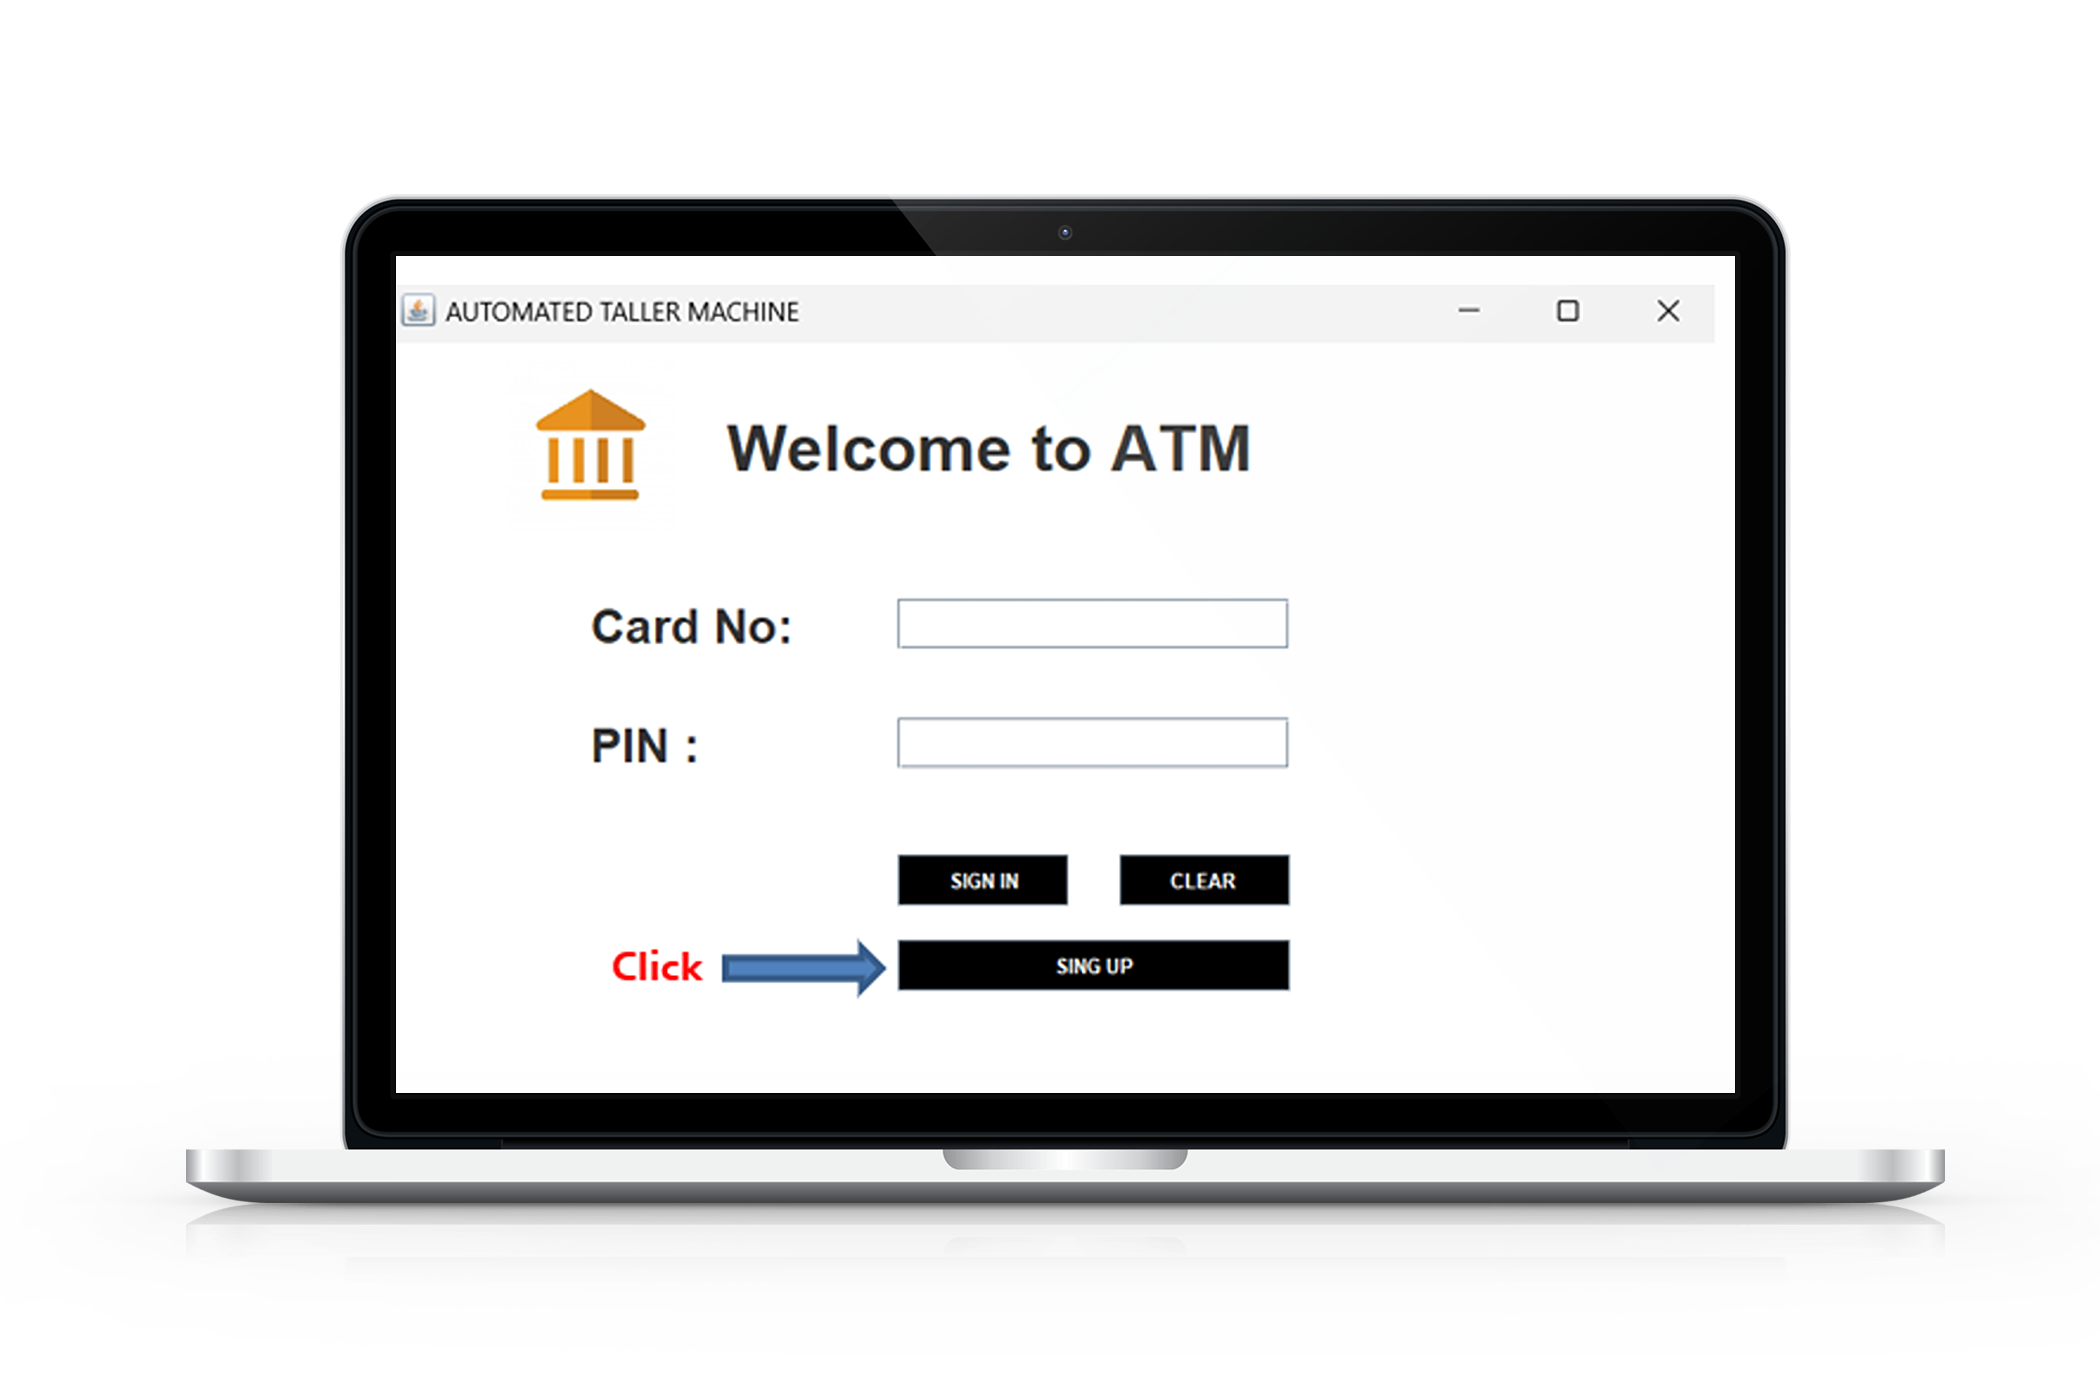 AUTOMATED TALLER MACHINE
Welcome to ATM
Card No:
PIN :
SIGN IN
CLEAR
Click
SING UP